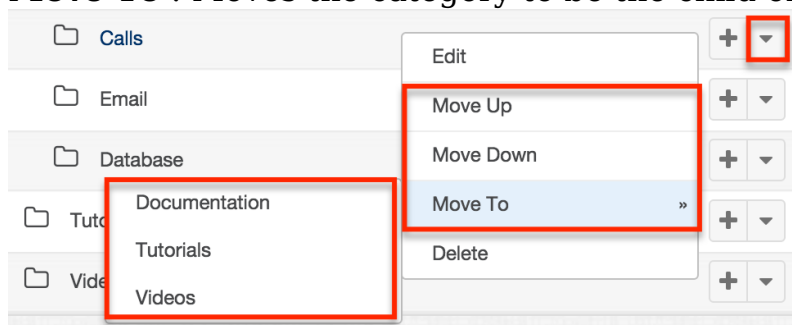 Calls
Edit
Email
Move Up
Database
Move Down
Documentation
Move To »
Tutorials
Delete
Videos